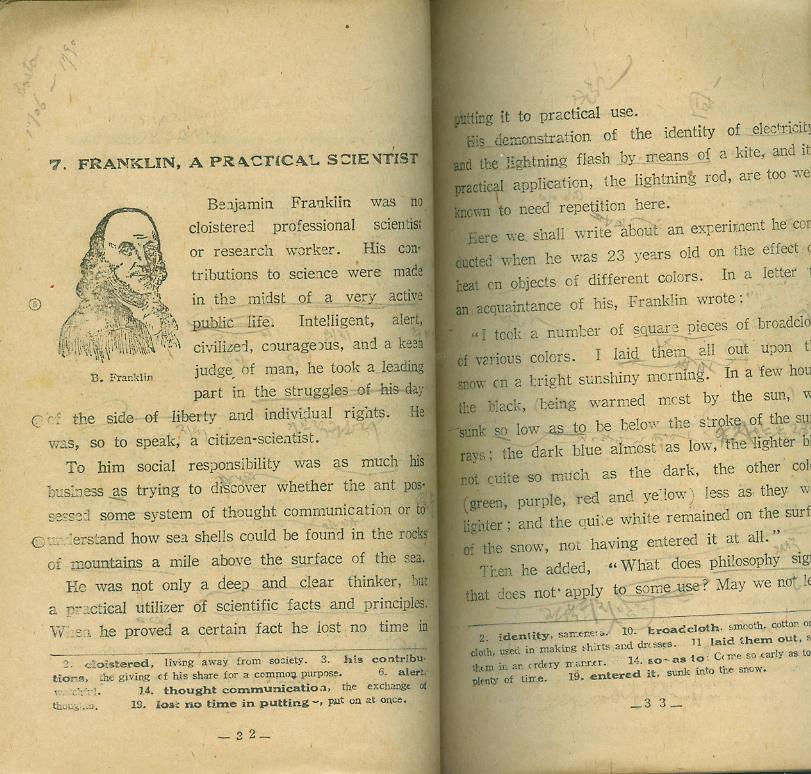 1706 - 1790
7. FRANKLIN, A PRACTICAL SCIENTIST
Benjamin Franklin was no
cloistered professional scientist
or research worker. His con-
tributions to science were made
in the midst of a very active
public life. Intelligent, alert,
civilized, courageous, and a keen
judge of man, he took a leading
part in the struggles of his day
B. Franklin
of the side of liberty and individual rights. He
was, so to speak, a citizen-scientist.
To him social responsibility was as much his
business as trying to discover whether the ant pos-
sessed some system of thought communication or to
understand how sea shells could be found in the rocks
of mountains a mile above the surface of the sea.
He was not only a deep and clear thinker, but
a practical utilizer of scientific facts and principles.
When he proved a certain fact he lost no time in
2. cloistered, living away from society. 3. his contribu-
tions, the giving of his share for a common purpose. 6. alert,
14. thought communication, the exchange of
19. lost no time in putting~, put on at once.
—32—
putting it to practical use.
His demonstration of the identity of electricity
and the lightning flash by means of a kite, and it
practical application, the lightning rod, are too we
known to need repetition here.
Here we shall write about an experiment he con
ducted when he was 23 years old on the effect o
heat on objects of different colors. In a letter
an acquaintance of his, Franklin wrote:
"I took a number of square pieces of broadclo
of various colors. I laid them all out upon t
snow on a bright sunshiny morning. In a few hou
the black, being warmed most by the sun, w
sunk so low as to be below the stroke of the su
rays; the dark blue almost as low, the lighter b
not quite so much as the dark, the other colo
(green, purple, red and yellow) less as they w
lighter; and the quite white remained on the surf
of the snow, not having entered it at all."
Then he added, "What does philosophy sig
that does not apply to some use? May we not le
2. identity, sameness. 10. broadcloth, smooth, cotton or
cloth, used in making shirts and dresses. 11 laid them out, s
them in an ordery manner. 14. so~as to: Come so early as to
plenty of time. 19. entered it, sunk into the snow.
—33—